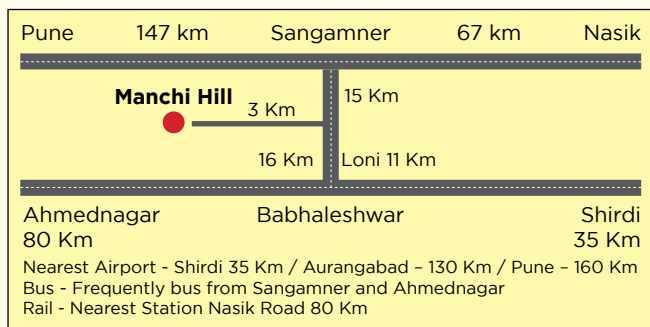 Pune 147 km Sangamner 67 km Nasik
Manchi Hill
3 Km
15 Km
16 Km Loni 11 Km
Ahmednagar Babhaleshwar Shirdi
80 Km 35 Km
Nearest Airport - Shirdi 35 Km / Aurangabad – 130 Km / Pune – 160 Km
Bus - Frequently bus from Sangamner and Ahmednagar
Rail - Nearest Station Nasik Road 80 Km